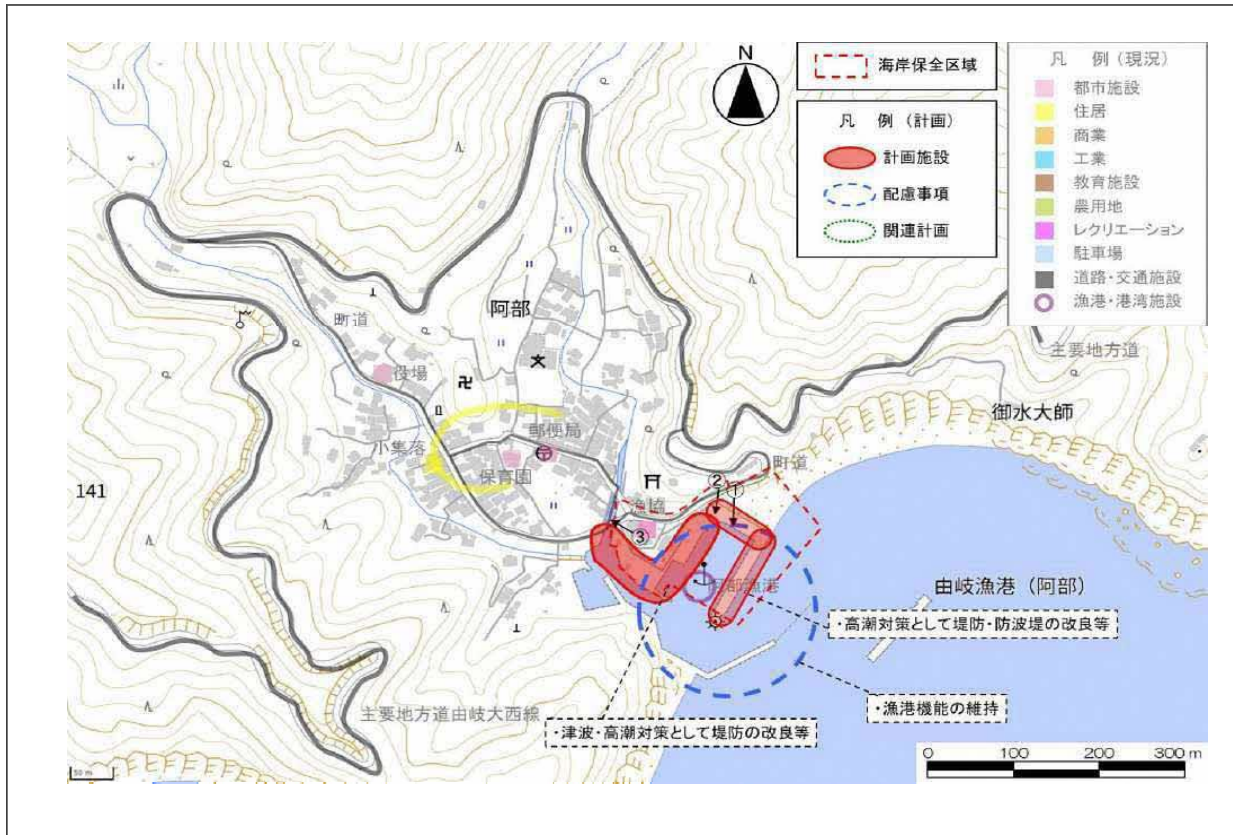 N
海岸保全区域
凡 例 (計画)
計画施設
配慮事項
関連計画
凡 例 (現況)
都市施設
住居
商業
工業
教育施設
農用地
レクリエーション
駐車場
道路・交通施設
漁港・港湾施設
阿部
町道
役場
主要地方道
御水大師
郵便局
小集落
保育園
町道
141
漁協
②
①
③
阿部漁港
由岐漁港(阿部)
・高潮対策として堤防・防波堤の改良等
・漁港機能の維持
主要地方道由岐大西線
・津波・高潮対策として堤防の改良等
0 100 200 300 m
50 m